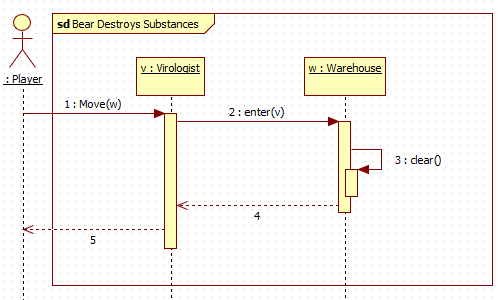 sd Bear Destroys Substances
: Player
v : Virologist
w : Warehouse
1 : Move(w)
2 : enter(v)
3 : clear()
4
5